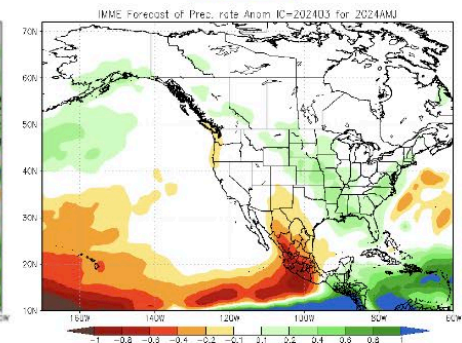 IMME Forecast of Prec. rate Anom IC=202403 for 2024AMJ
70N
60N
50N
40N
30N
20N
10N
160W 140W 120W 100W 80W 60W
-1 -0.8 -0.6 -0.4 -0.2 -0.1 0.1 0.2 0.4 0.6 0.8 1